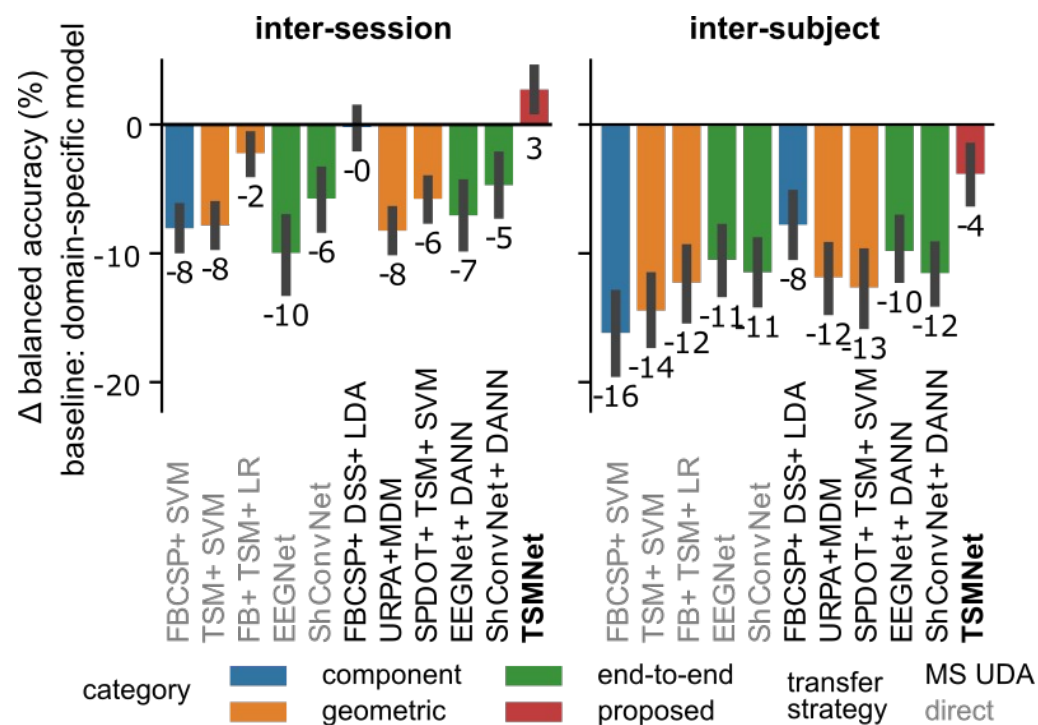 inter-session
inter-subject
Δ balanced accuracy (%)
baseline: domain-specific model
0
-10
-20
-8
-8
-2
-10
-6
-0
-8
-6
-7
-5
3
-16
-14
-12
-11
-11
-8
-12
-13
-10
-12
-4
FBCSP+ SVM
TSM+ SVM
FB+ TSM+ LR
EEGNet
ShConvNet
FBCSP+ DSS+ LDA
URPA+MDM
SPDOT+ TSM+ SVM
EEGNet+ DANN
ShConvNet+ DANN
TSMNet
FBCSP+ SVM
TSM+ SVM
FB+ TSM+ LR
EEGNet
ShConvNet
FBCSP+ DSS+ LDA
URPA+MDM
SPDOT+ TSM+ SVM
EEGNet+ DANN
ShConvNet+ DANN
TSMNet
category
component
geometric
end-to-end
proposed
transfer
strategy
MS UDA
direct